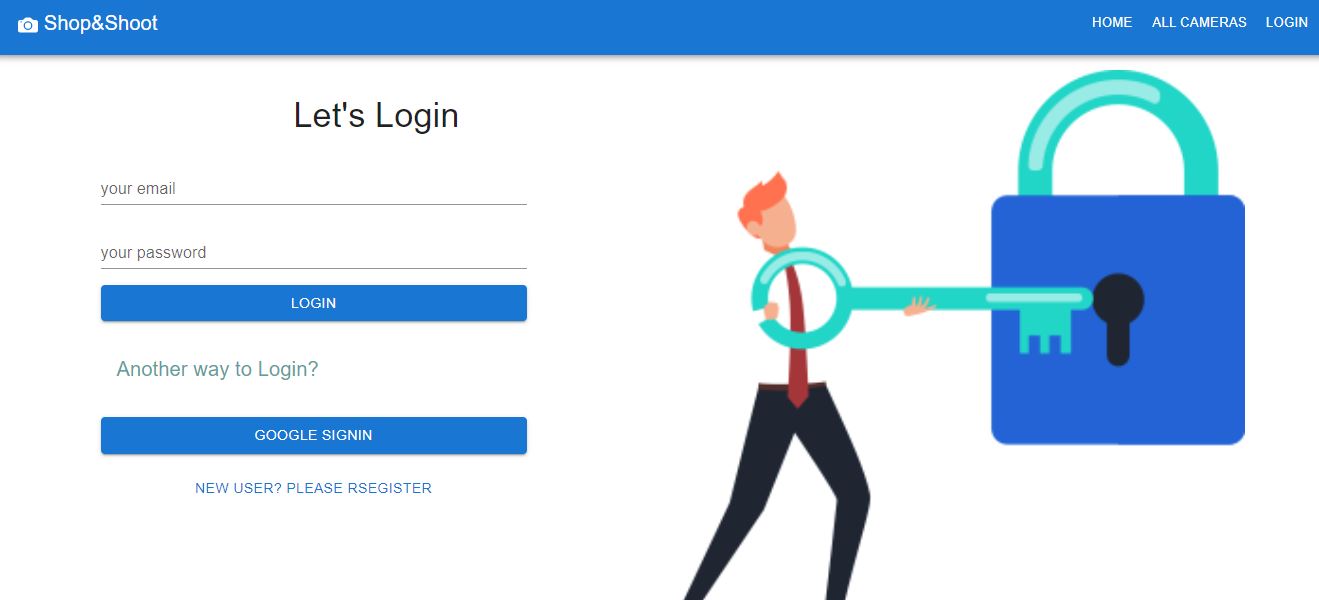 Shop&Shoot
HOME ALL CAMERAS LOGIN
Let's Login
your email
your password
LOGIN
Another way to Login?
GOOGLE SIGNIN
NEW USER? PLEASE RSEGISTER